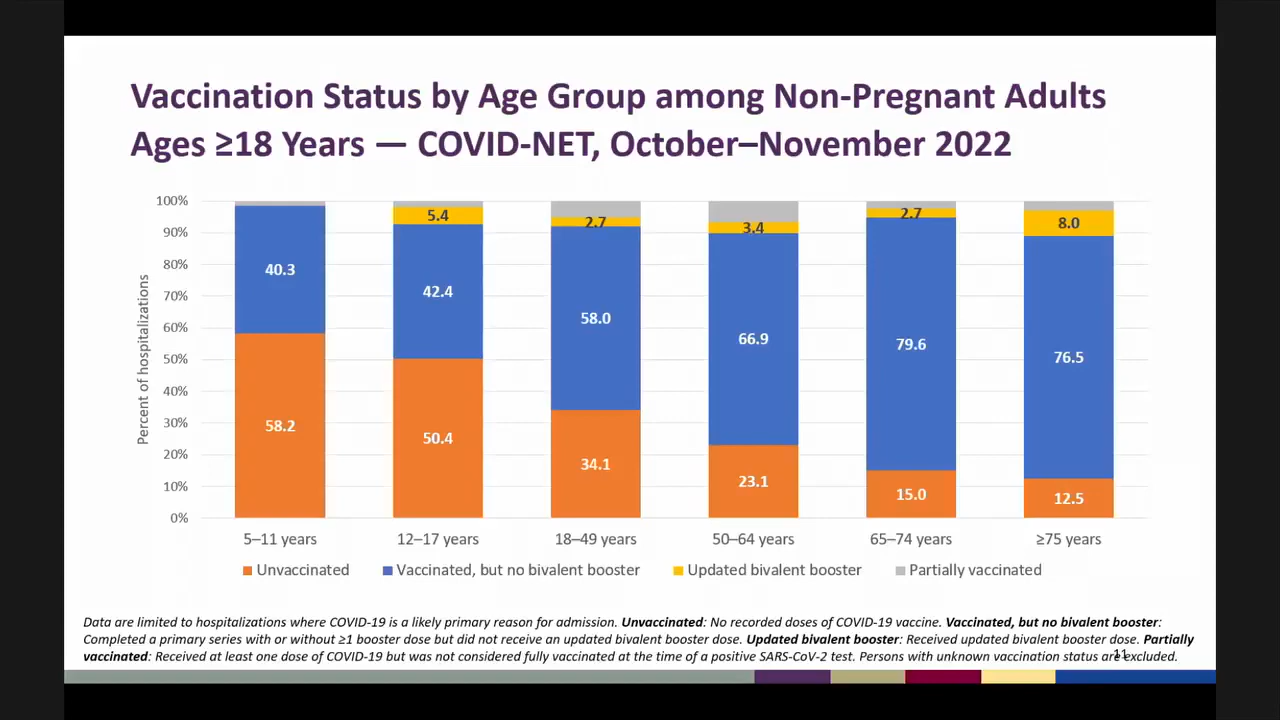 Vaccination Status by Age Group among Non-Pregnant Adults
Ages ≥18 Years — COVID-NET, October–November 2022
Percent of hospitalizations
100%
90%
80%
70%
60%
50%
40%
30%
20%
10%
0%
40.3
58.2
5.4
42.4
50.4
2.7
58.0
34.1
3.4
66.9
23.1
2.7
79.6
15.0
8.0
76.5
12.5
5–11 years
12–17 years
18–49 years
50–64 years
65–74 years
≥75 years
Unvaccinated
Vaccinated, but no bivalent booster
Updated bivalent booster
Partially vaccinated
Data are limited to hospitalizations where COVID-19 is a likely primary reason for admission. Unvaccinated: No recorded doses of COVID-19 vaccine. Vaccinated, but no bivalent booster:
Completed a primary series with or without ≥1 booster dose but did not receive an updated bivalent booster dose. Updated bivalent booster: Received updated bivalent booster dose. Partially
vaccinated: Received at least one dose of COVID-19 but was not considered fully vaccinated at the time of a positive SARS-CoV-2 test. Persons with unknown vaccination status are excluded.
11